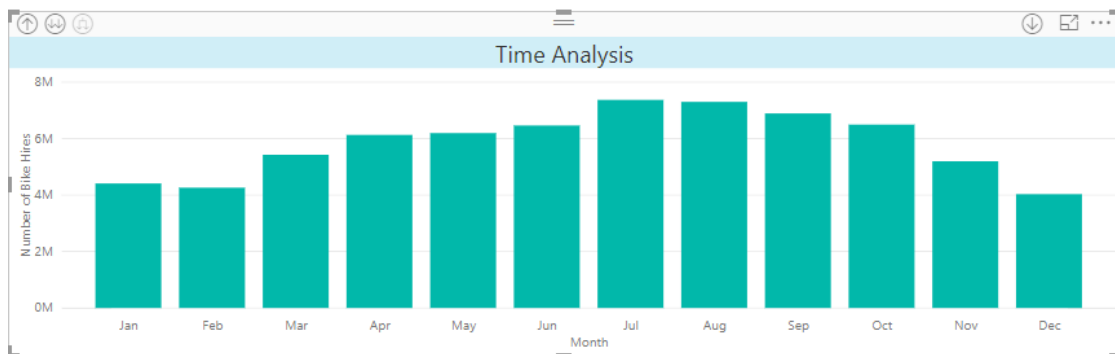 Time Analysis
Number of Bike Hires
8M
6M
4M
2M
0M
Jan Feb Mar Apr May Jun Jul Aug Sep Oct Nov Dec
Month